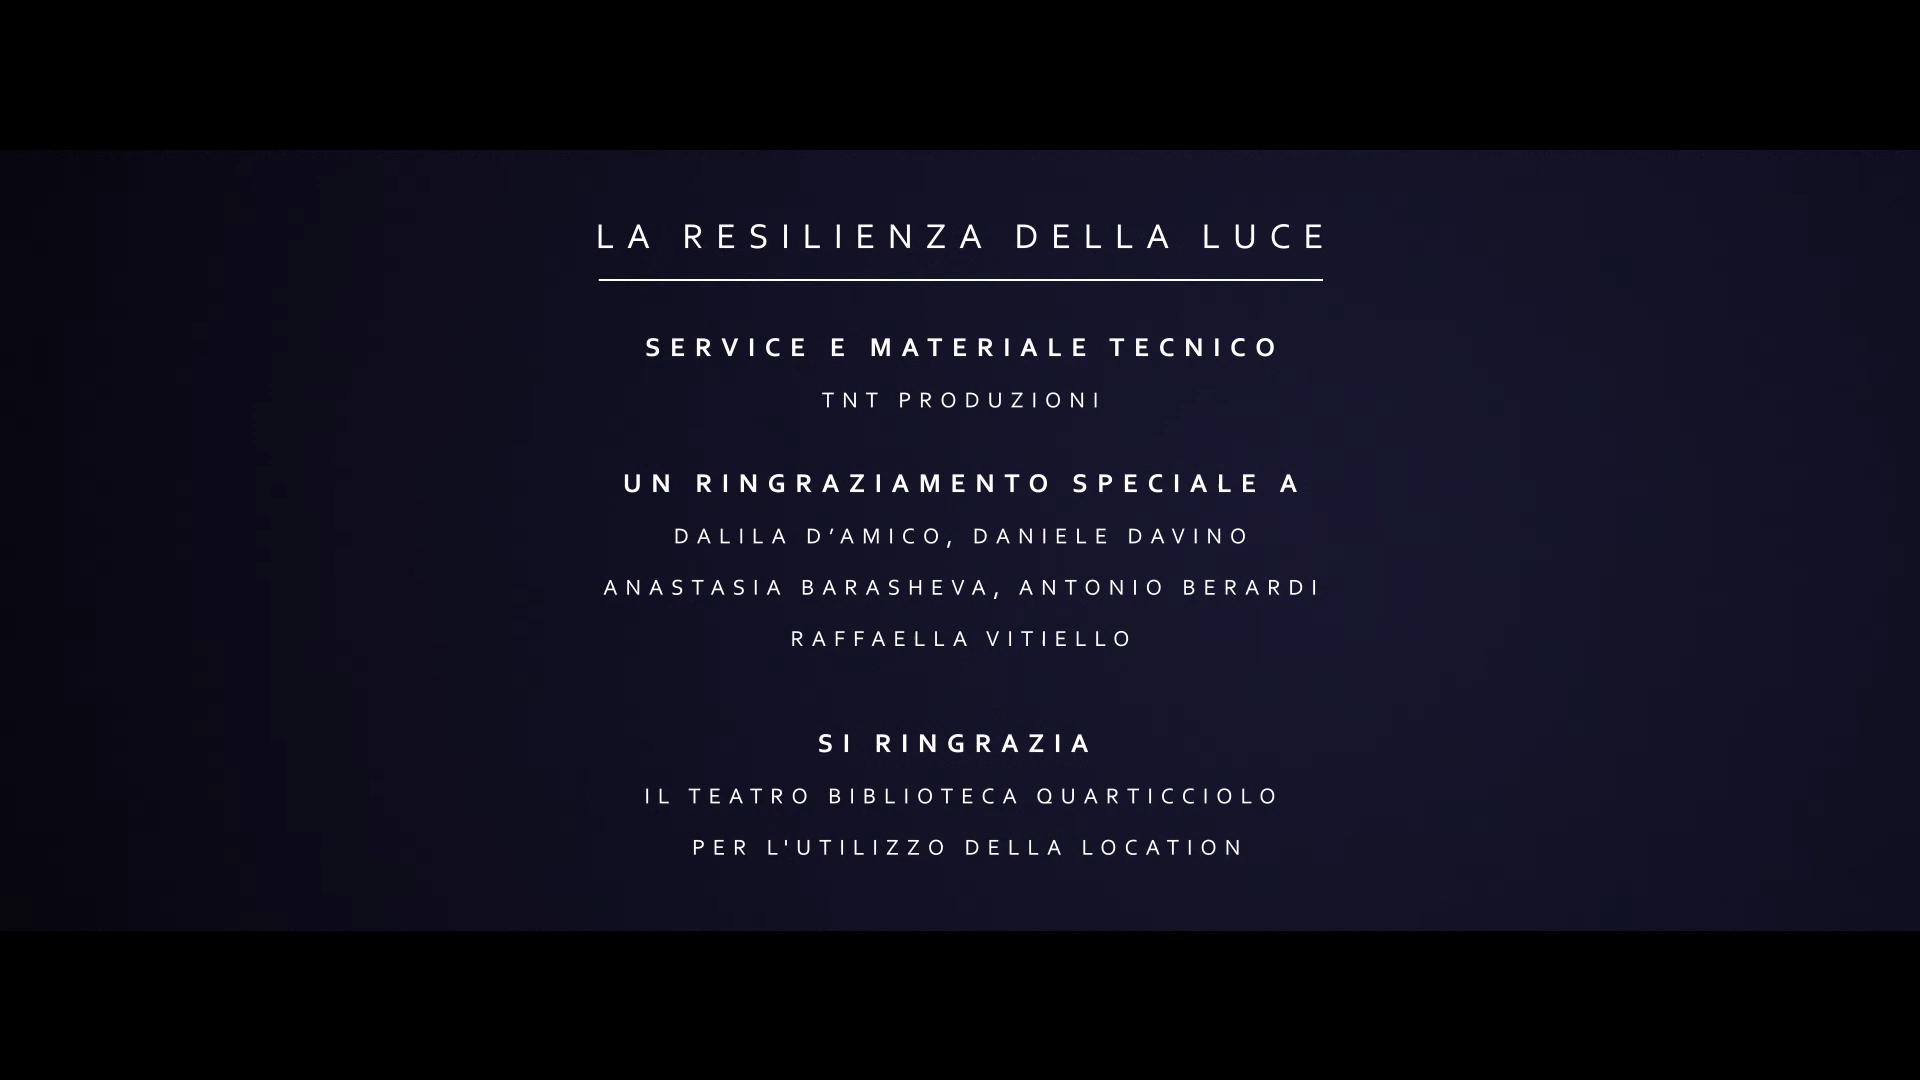 LA RESILIENZA DELLA LUCE
SERVICE E MATERIALE TECNICO
TNT PRODUZIONI
UN RINGRAZIAMENTO SPECIALE A
DALILA D’AMICO, DANIELE DAVINO
ANASTASIA BARASHEVA, ANTONIO BERARDI
RAFFAELLA VITIELLO
SI RINGRAZIA
IL TEATRO BIBLIOTECA QUARTICCIOLO
PER L'UTILIZZO DELLA LOCATION